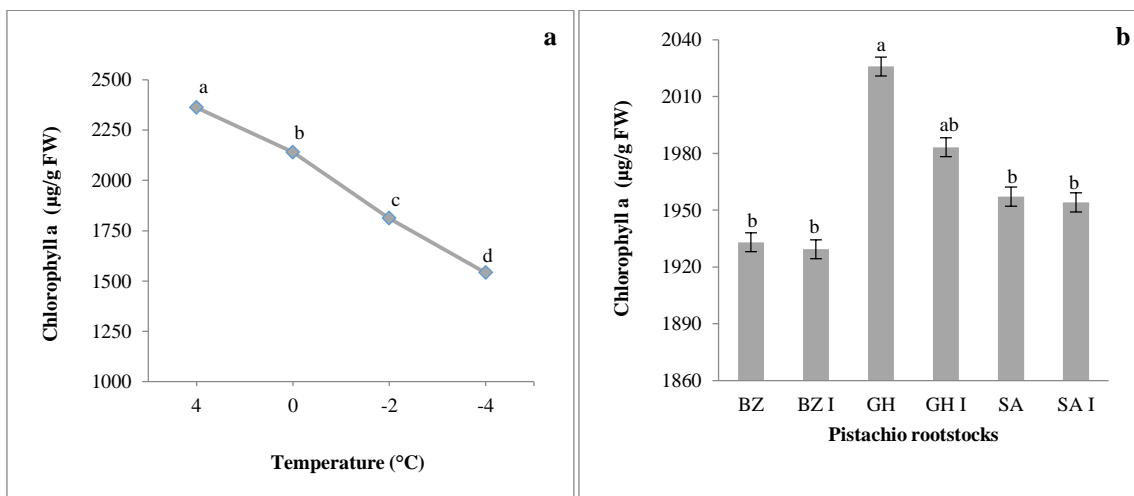 a
Chlorophyll a (µg/g FW)
2500
2250
2000
1750
1500
1250
1000
a
b
c
d
4 0 -2 -4
Temperature (°C)
b
Chlorophyll a (µg/g FW)
2040
2010
1980
1950
1920
1890
1860
b
b
a
ab
b
b
BZ BZ I GH GH I SA SA I
Pistachio rootstocks